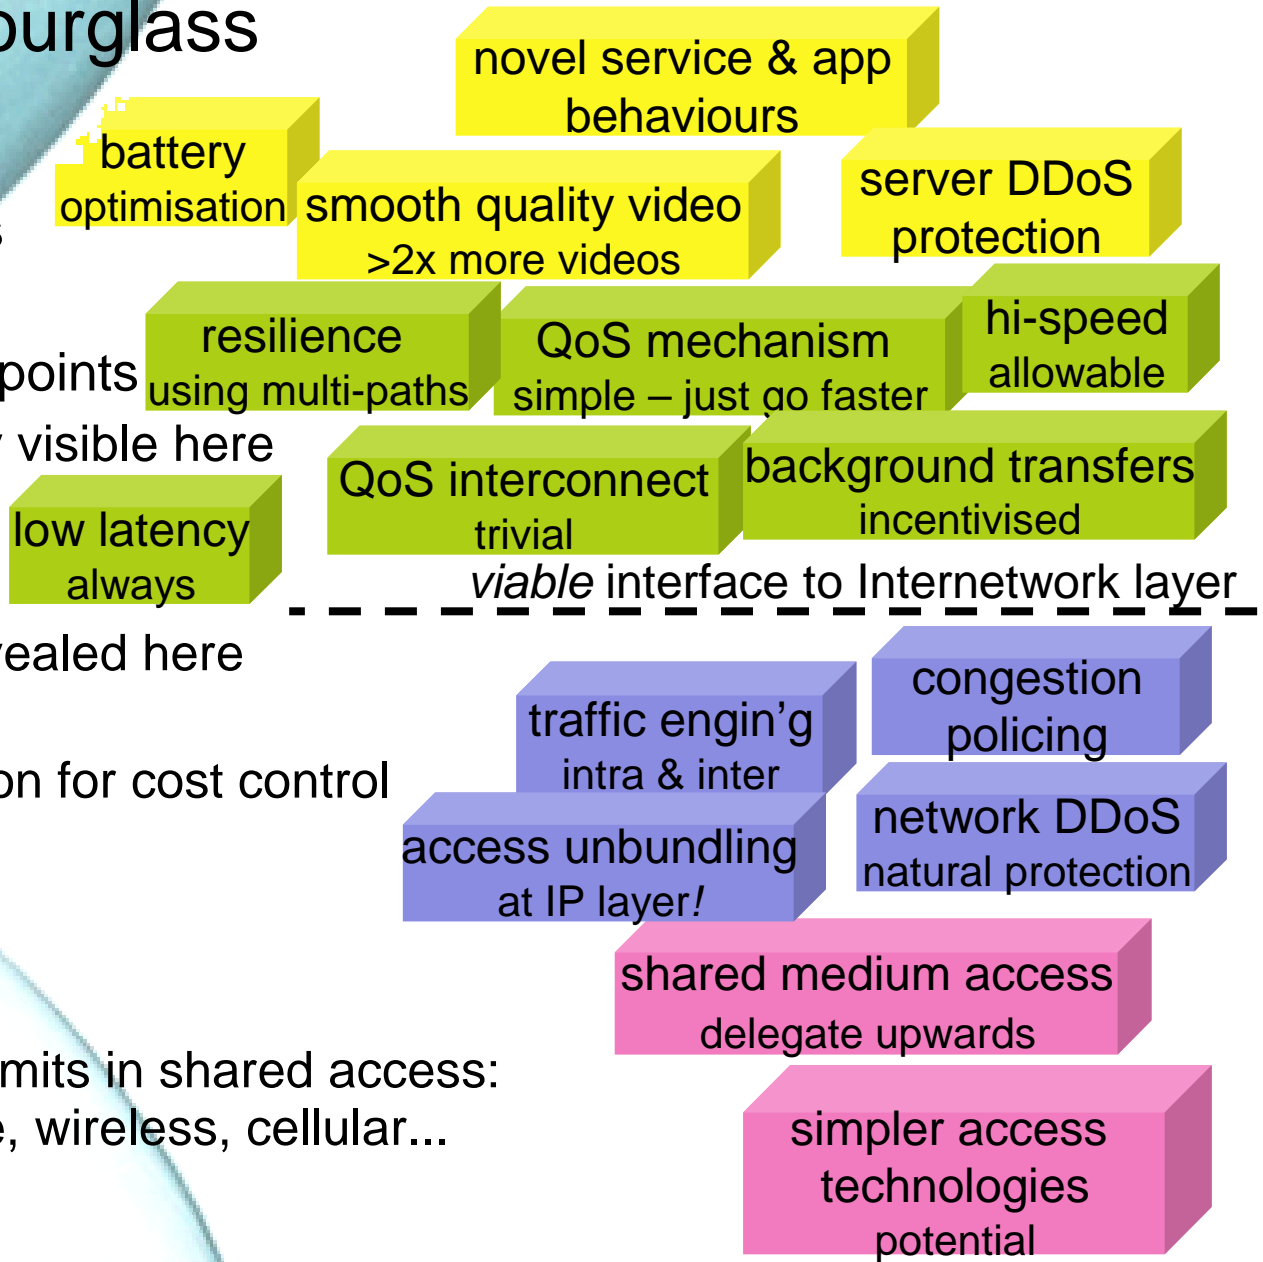 ourglass
novel service & app
behaviours
battery
optimisation
smooth quality video
>2x more videos
server DDoS
protection
s
resilience
using multi-paths
QoS mechanism
simple – just go faster
hi-speed
allowable
points
y visible here
QoS interconnect
trivial
background transfers
incentivised
low latency
always
viable interface to Internetwork layer
vealed here
traffic engin'g
intra & inter
congestion
policing
on for cost control
access unbundling
at IP layer!
network DDoS
natural protection
shared medium access
delegate upwards
mits in shared access:
e, wireless, cellular...
simpler access
technologies
potential